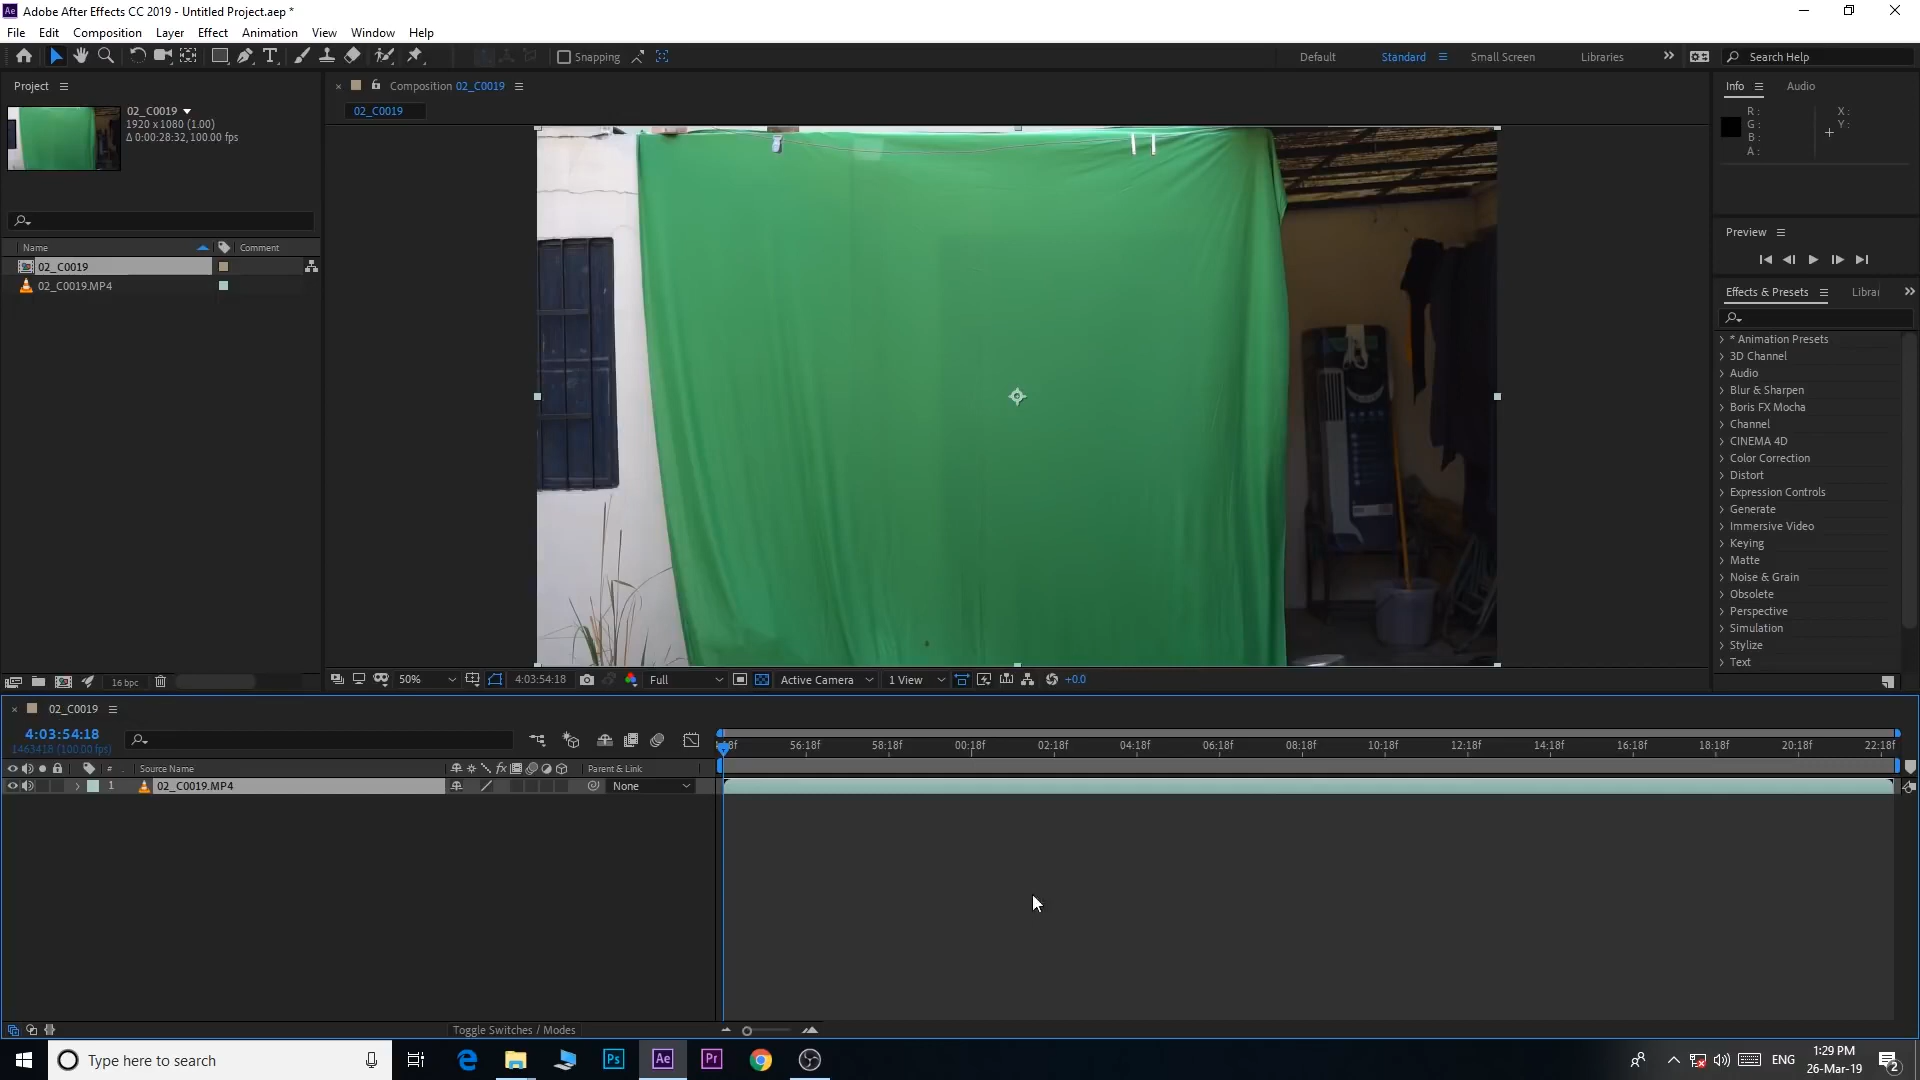 Ae Adobe After Effects CC 2019 - Untitled Project.aep *
File Edit Composition Layer Effect Animation View Window Help
Snapping Default Standard Small Screen Libraries Search Help
Project
02_C0019
1920 x 1080 (1.00)
Δ 0:00:28:32, 100.00 fps
Name Comment
02_C0019
02_C0019.MP4
16 bpc
Composition 02_C0019
02_C0019
50% 4:03:54:18 Full Active Camera 1 View +0.0
Info Audio
R : X :
G : Y :
B :
A :
Preview
Effects & Presets Librai
* Animation Presets
3D Channel
Audio
Blur & Sharpen
Boris FX Mocha
Channel
CINEMA 4D
Color Correction
Distort
Expression Controls
Generate
Immersive Video
Keying
Matte
Noise & Grain
Obsolete
Perspective
Simulation
Stylize
Text
02_C0019
4:03:54:18
1463418 (100.00 fps)
56:18f 58:18f 00:18f 02:18f 04:18f 06:18f 08:18f 10:18f 12:18f 14:18f 16:18f 18:18f 20:18f 22:18f
# Source Name fx Parent & Link
1 02_C0019.MP4 None
Toggle Switches / Modes
Type here to search Ps Ae Pr ENG
1:29 PM
26-Mar-19
2